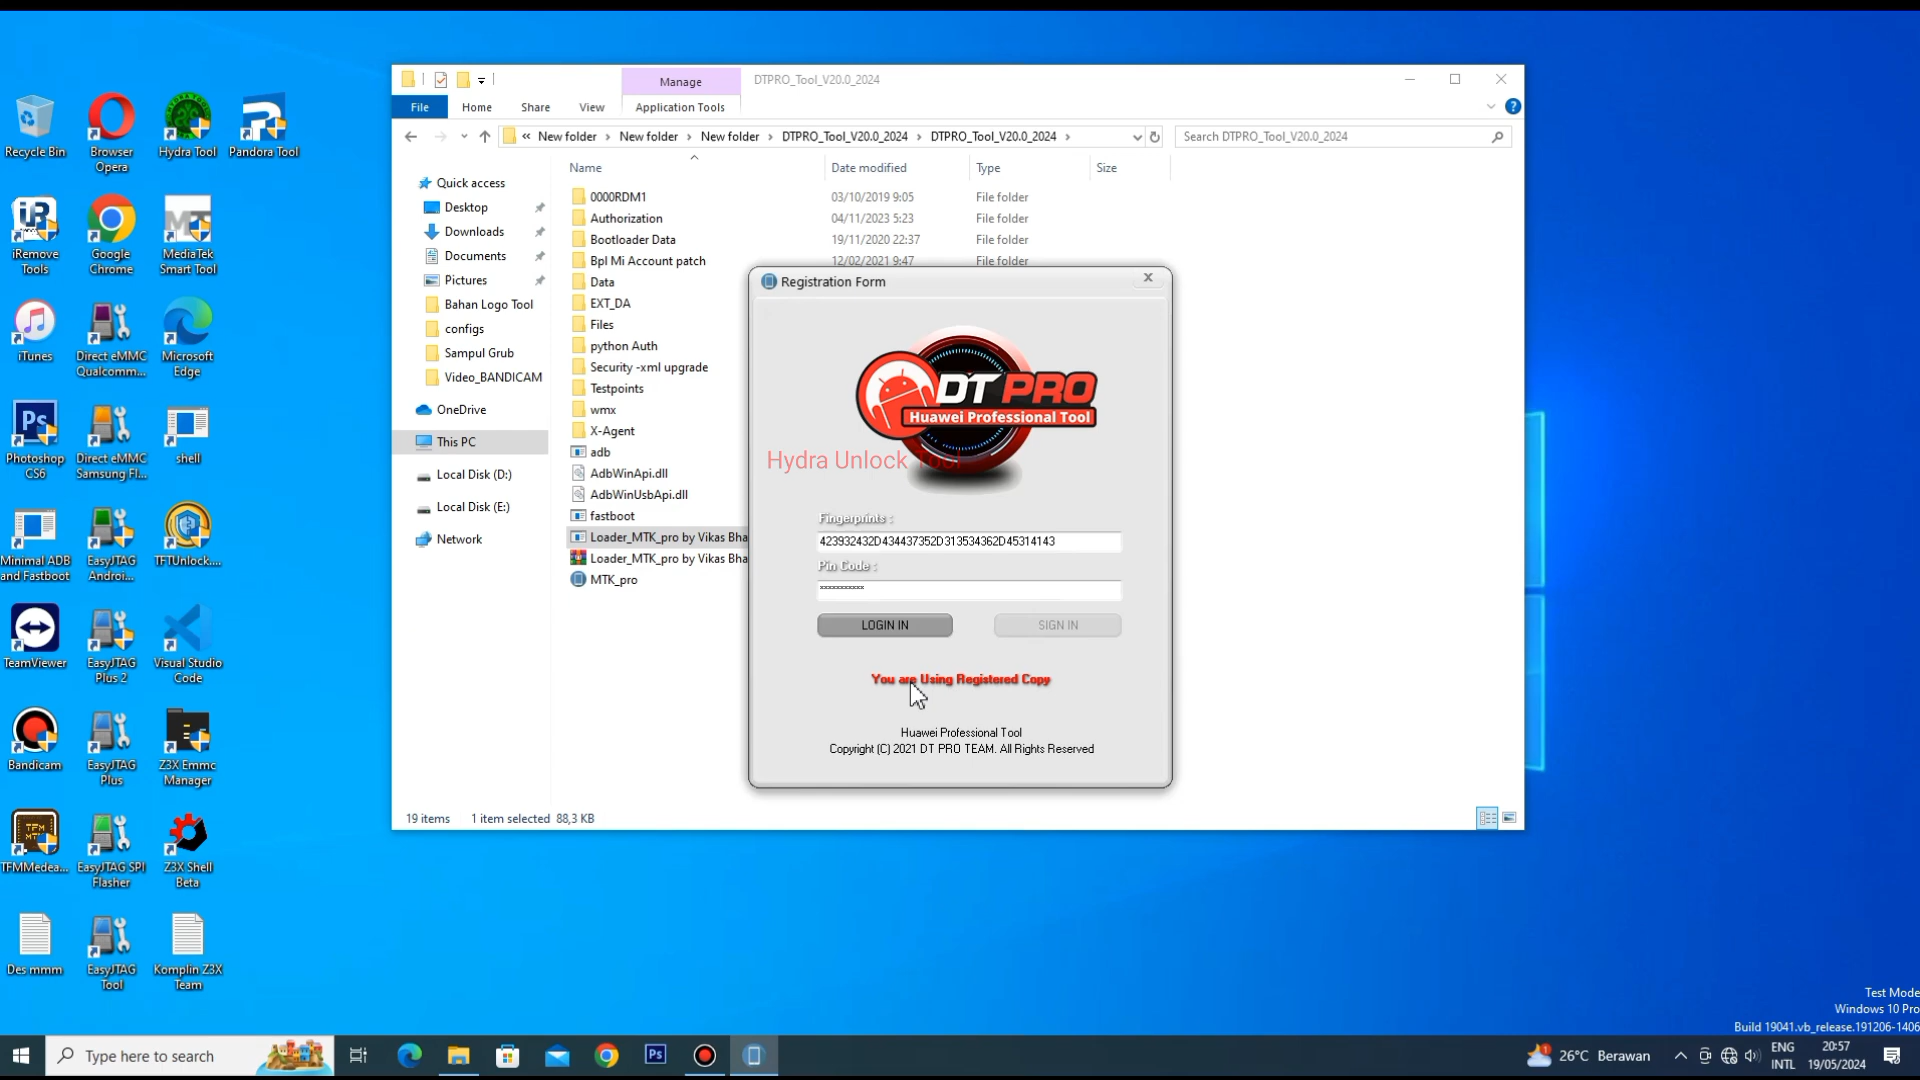 Recycle Bin
Browser
Opera
Hydra Tool
Pandora Tool
iRemove
Tools
Google
Chrome
MediaTek
Smart Tool
iTunes
Direct eMMC
Qualcomm...
Microsoft
Edge
Photoshop
CS6
Direct eMMC
Samsung Fl...
shell
Minimal ADB
and Fastboot
EasyJTAG
Androi...
TFTUnlock....
TeamViewer
EasyJTAG
Plus 2
Visual Studio
Code
Bandicam
EasyJTAG
Plus
Z3X Emmc
Manager
TFMMedea...
EasyJTAG SPI
Flasher
Z3X Shell
Beta
Des mmm
EasyJTAG
Tool
Komplin Z3X
Team
Manage
DTPRO_Tool_V20.0_2024
File
Home
Share
View
Application Tools
« New folder › New folder › New folder › DTPRO_Tool_V20.0_2024 › DTPRO_Tool_V20.0_2024 ›
Search DTPRO_Tool_V20.0_2024
Quick access
Desktop
Downloads
Documents
Pictures
Bahan Logo Tool
configs
Sampul Grub
Video_BANDICAM
OneDrive
This PC
Local Disk (D:)
Local Disk (E:)
Network
Name Date modified Type Size
0000RDM1 03/10/2019 9:05 File folder
Authorization 04/11/2023 5:23 File folder
Bootloader Data 19/11/2020 22:37 File folder
Bpl Mi Account patch 12/02/2021 9:47 File folder
Data
EXT_DA
Files
python Auth
Security -xml upgrade
Testpoints
wmx
X-Agent
adb
AdbWinApi.dll
AdbWinUsbApi.dll
fastboot
Loader_MTK_pro by Vikas Bha
Loader_MTK_pro by Vikas Bha
MTK_pro
19 items 1 item selected 88,3 KB
Registration Form
DT PRO
Huawei Professional Tool
Hydra Unlock Tool
Fingerprints :
423932432D434437352D313534362D45314143
Pin Code :
LOGIN IN
SIGN IN
You are Using Registered Copy
Huawei Professional Tool
Copyright (C) 2021 DT PRO TEAM. All Rights Reserved
Test Mode
Windows 10 Pro
Build 19041.vb_release.191206-1406
Type here to search
26°C Berawan
ENG
INTL
20:57
19/05/2024